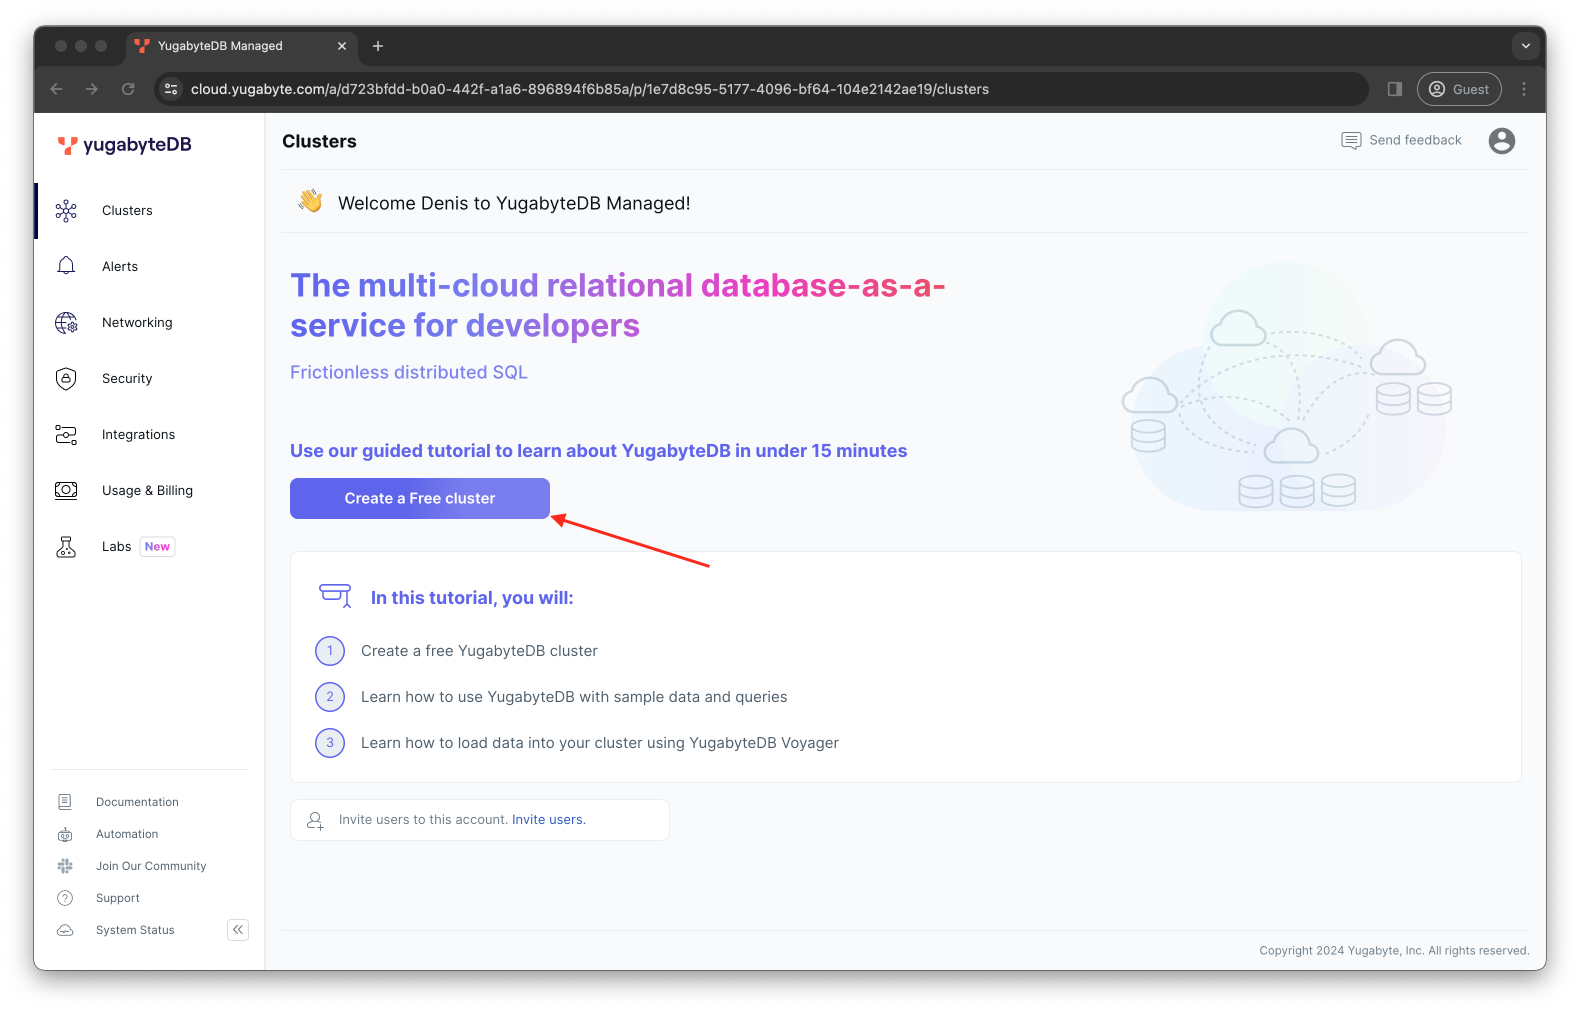 YugabyteDB Managed
cloud.yugabyte.com/a/d723bfdd-b0a0-442f-a1a6-896894f6b85a/p/1e7d8c95-5177-4096-bf64-104e2142ae19/clusters
Guest
yugabyteDB
Clusters
Alerts
Networking
Security
Integrations
Usage & Billing
Labs New
Documentation
Automation
Join Our Community
Support
System Status
Clusters
Send feedback
Welcome Denis to YugabyteDB Managed!
The multi-cloud relational database-as-a-
service for developers
Frictionless distributed SQL
Use our guided tutorial to learn about YugabyteDB in under 15 minutes
Create a Free cluster
In this tutorial, you will:
1 Create a free YugabyteDB cluster
2 Learn how to use YugabyteDB with sample data and queries
3 Learn how to load data into your cluster using YugabyteDB Voyager
Invite users to this account. Invite users.
Copyright 2024 Yugabyte, Inc. All rights reserved.